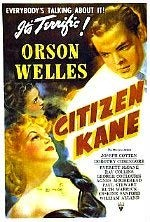 EVERYBODY'S TALKING ABOUT IT!
It's Terrific!
ORSON
WELLES
CITIZEN
KANE
JOSEPH COTTEN
DOROTHY COMINGORE
EVERETT SLOANE
RAY COLLINS
GEORGE COULOURIS
AGNES MOOREHEAD
PAUL STEWART
RUTH WARRICK
ERSKINE SANFORD
WILLIAM ALLAND